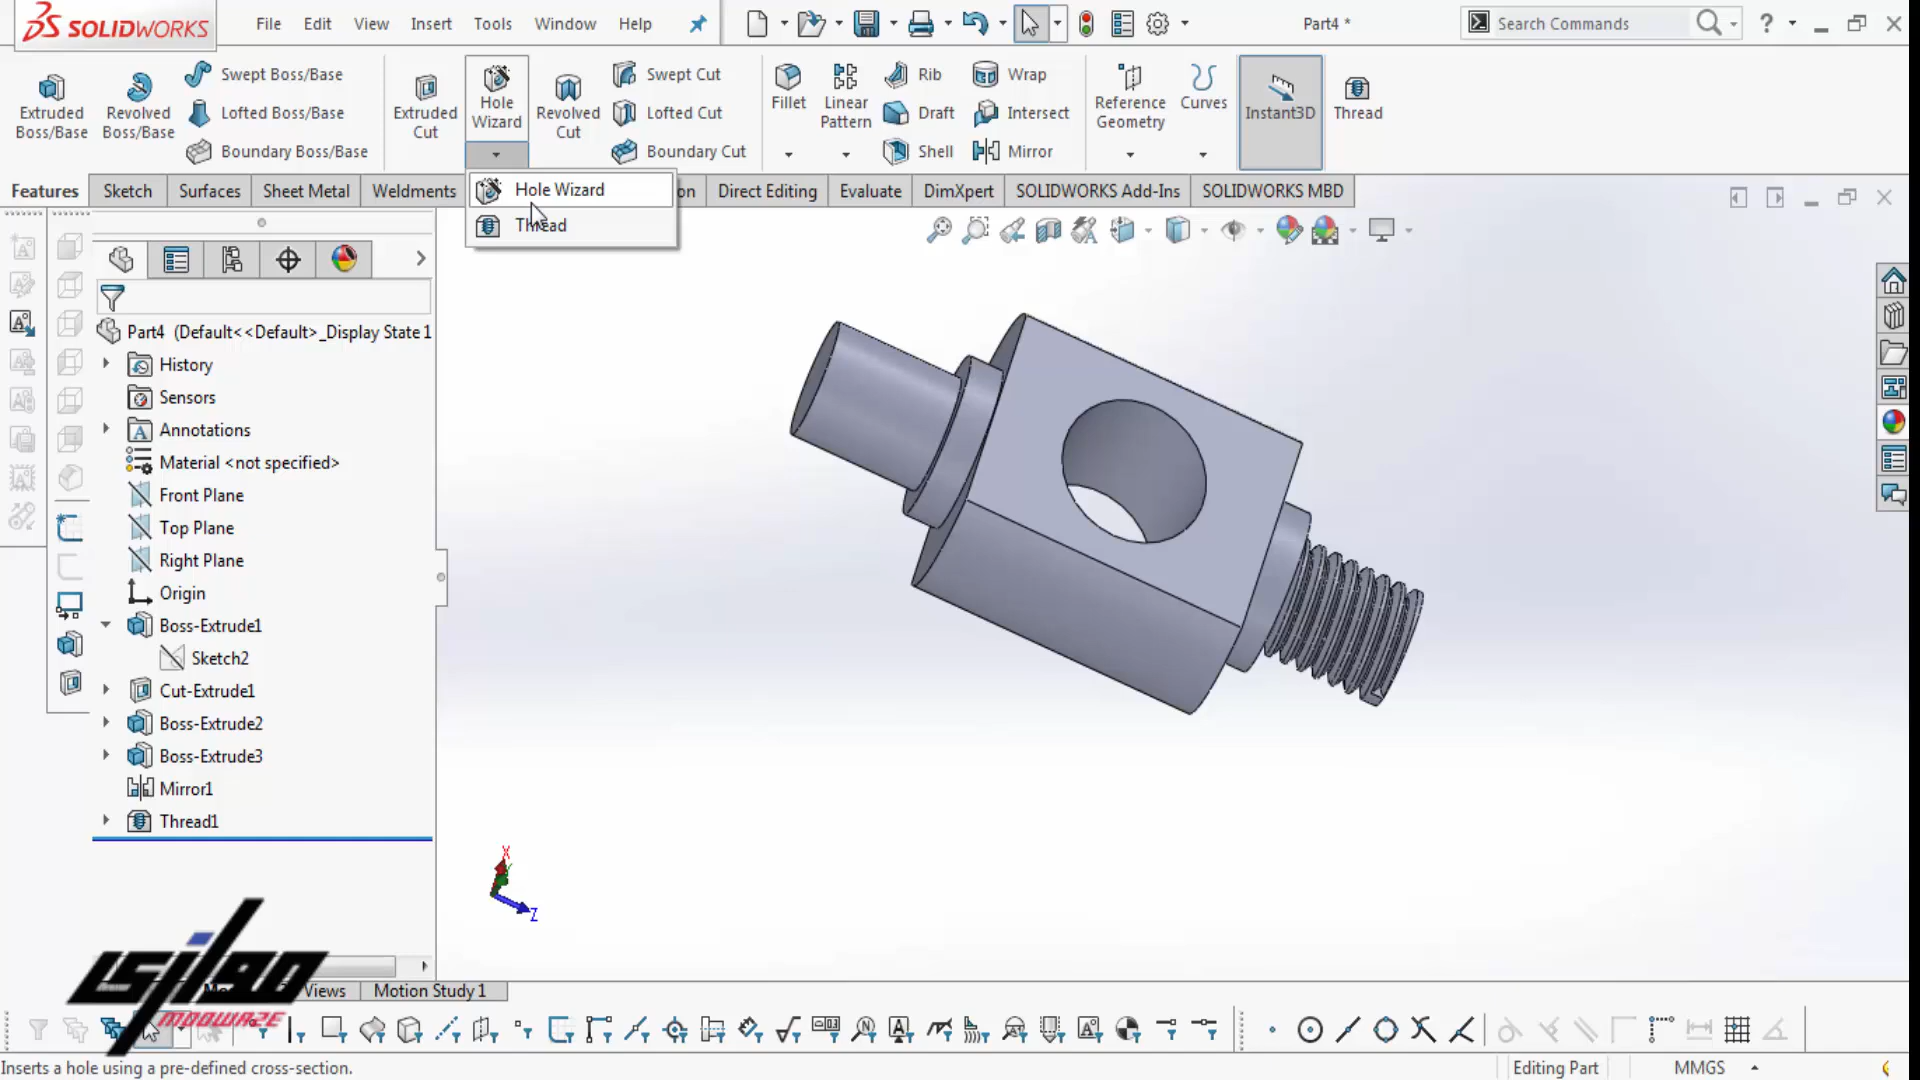 SOLIDWORKS
File Edit View Insert Tools Window Help
Part4 *
Search Commands
?
Extruded Boss/Base
Revolved Boss/Base
Swept Boss/Base
Lofted Boss/Base
Boundary Boss/Base
Extruded Cut
Hole Wizard
Revolved Cut
Swept Cut
Lofted Cut
Boundary Cut
Fillet
Linear Pattern
Rib
Draft
Shell
Wrap
Intersect
Mirror
Reference Geometry
Curves
Instant3D
Thread
Features Sketch Surfaces Sheet Metal Weldments on Direct Editing Evaluate DimXpert SOLIDWORKS Add-Ins SOLIDWORKS MBD
Hole Wizard
Thread
Part4 (Default<<Default>_Display State 1
History
Sensors
Annotations
Material <not specified>
Front Plane
Top Plane
Right Plane
Origin
Boss-Extrude1
Sketch2
Cut-Extrude1
Boss-Extrude2
Boss-Extrude3
Mirror1
Thread1
X
Z
Views Motion Study 1
موازی
MOOWAZE
Inserts a hole using a pre-defined cross-section.
Editing Part
MMGS